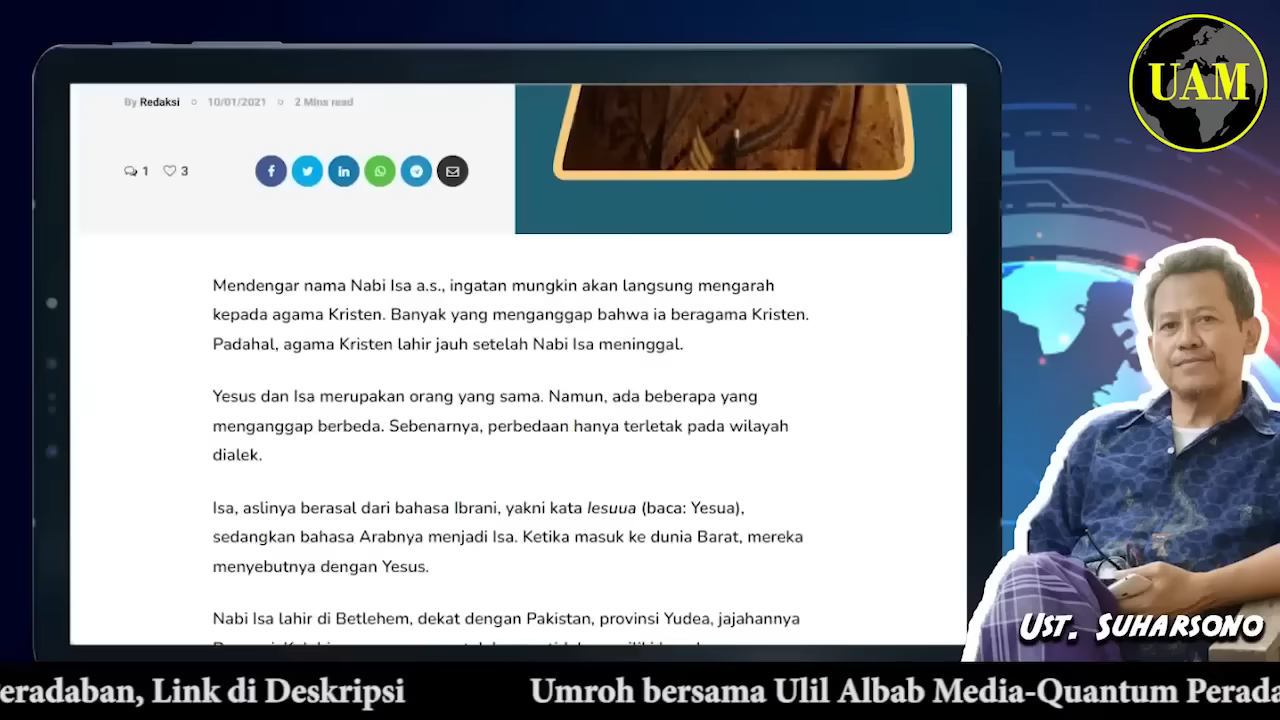 UAM
By Redaksi 10/01/2021 2 Mins read
1 3
Mendengar nama Nabi Isa a.s., ingatan mungkin akan langsung mengarah
kepada agama Kristen. Banyak yang menganggap bahwa ia beragama Kristen.
Padahal, agama Kristen lahir jauh setelah Nabi Isa meninggal.
Yesus dan Isa merupakan orang yang sama. Namun, ada beberapa yang
menganggap berbeda. Sebenarnya, perbedaan hanya terletak pada wilayah
dialek.
Isa, aslinya berasal dari bahasa Ibrani, yakni kata Iesuua (baca: Yesua),
sedangkan bahasa Arabnya menjadi Isa. Ketika masuk ke dunia Barat, mereka
menyebutnya dengan Yesus.
Nabi Isa lahir di Betlehem, dekat dengan Pakistan, provinsi Yudea, jajahannya
UST. SUHARSONO
eradaban, Link di Deskripsi Umroh bersama Ulil Albab Media-Quantum Perada